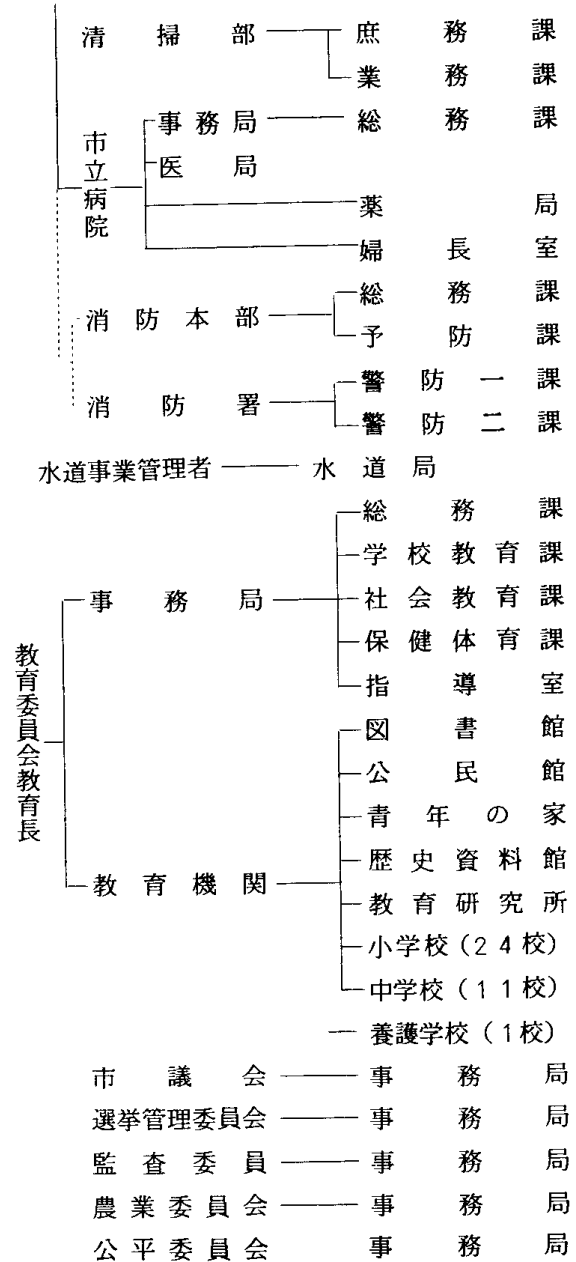 清掃部 庶務課
業務課
市立病院 事務局 総務課
医局
薬局
婦長室
消防本部 総務課
予防課
消防署 警防一課
警防二課
水道事業管理者 水道局
教育委員会教育長 事務局 総務課
学校教育課
社会教育課
保健体育課
指導室
教育機関 図書館
公民館
青年の家
歴史資料館
教育研究所
小学校（24校）
中学校（11校）
養護学校（1校）
市議会 事務局
選挙管理委員会 事務局
監査委員 事務局
農業委員会 事務局
公平委員会 事務局